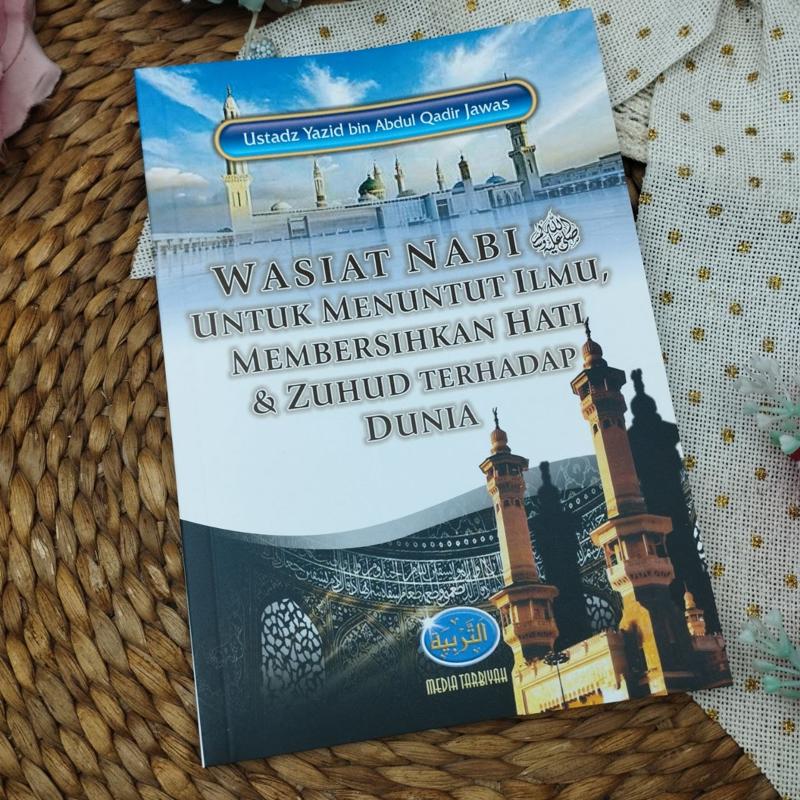 Ustadz Yazid bin Abdul Qadir Jawas
WASIAT NABI ﷺ
UNTUK MENUNTUT ILMU,
MEMBERSIHKAN HATI
& ZUHUD TERHADAP
DUNIA
التربية
MEDIA TARBIYAH